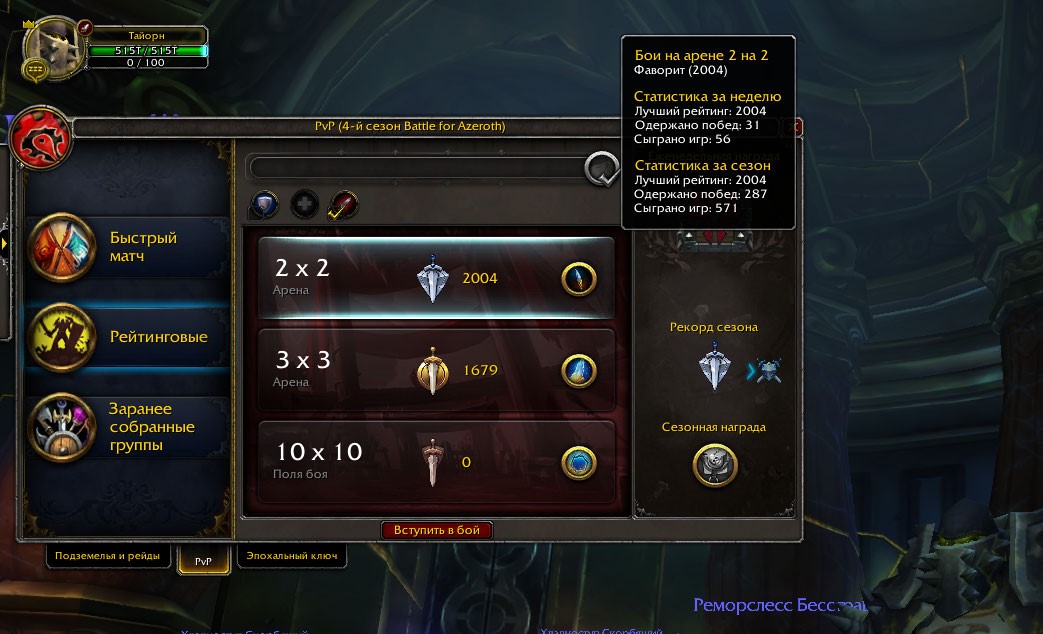 Тайорн
515T/515T
0 / 100
PvP (4-й сезон Battle for Azeroth)
Бои на арене 2 на 2
Фаворит (2004)
Статистика за неделю
Лучший рейтинг: 2004
Одержано побед: 31
Сыграно игр: 56
Статистика за сезон
Лучший рейтинг: 2004
Одержано побед: 287
Сыграно игр: 571
Быстрый
матч
Рейтинговые
Заранее
собранные
группы
2 x 2
Арена
2004
3 x 3
Арена
1679
10 x 10
Поля боя
0
Рекорд сезона
Сезонная награда
Вступить в бой
Подземелья и рейды
PvP
Эпохальный ключ
Реморслесс